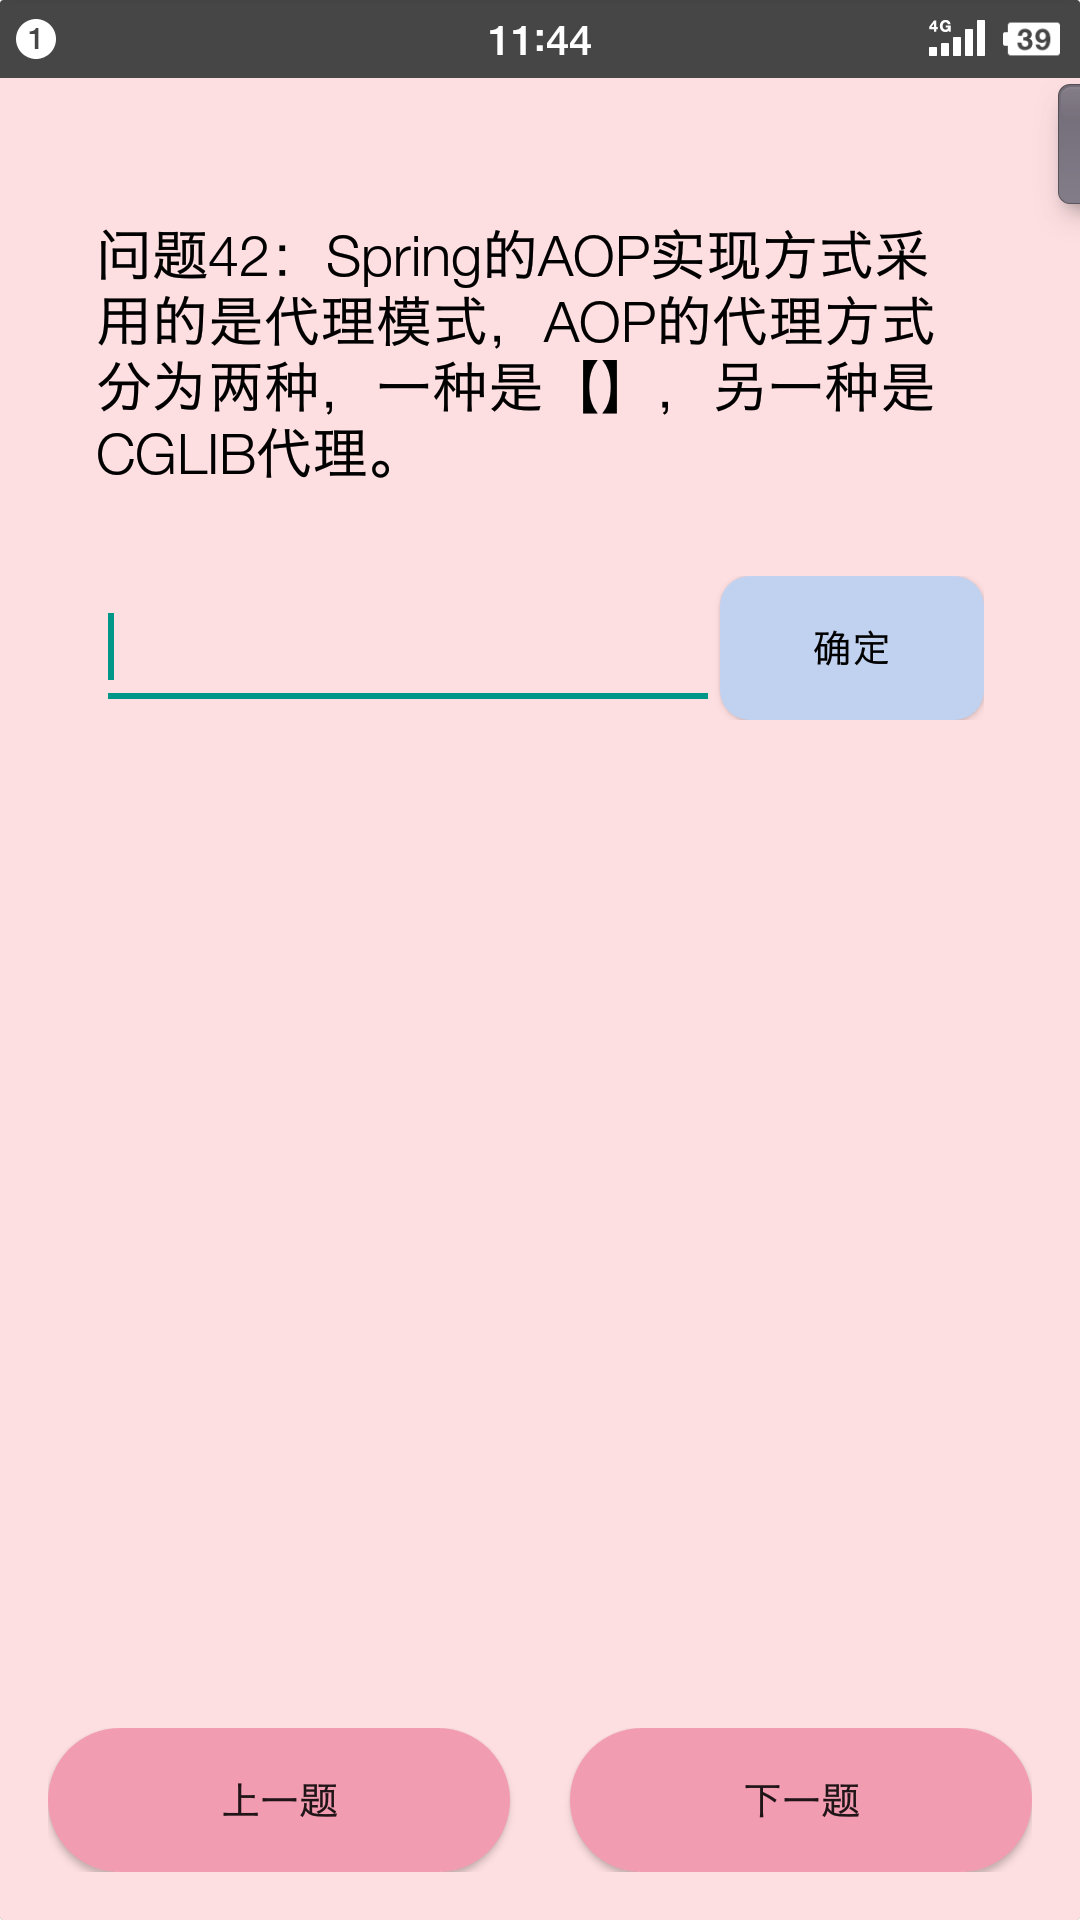 1
11:44
4G
39
问题42：Spring的AOP实现方式采
用的是代理模式，AOP的代理方式
分为两种，一种是【】，另一种是
CGLIB代理。
确定
上一题
下一题